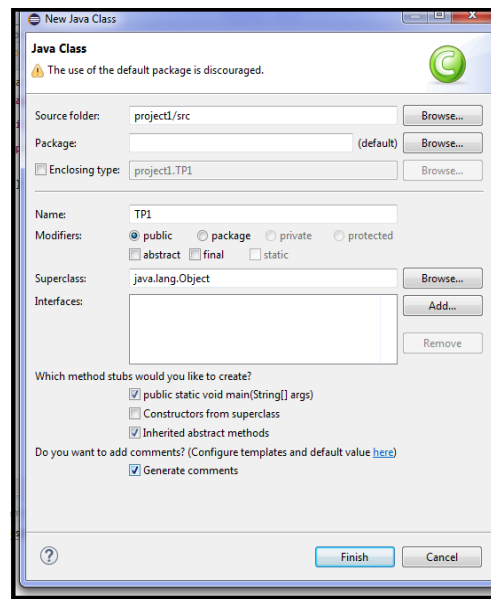 New Java Class
Java Class
The use of the default package is discouraged.
Source folder: project1/src Browse...
Package: (default) Browse...
Enclosing type: project1.TP1 Browse...
Name: TP1
Modifiers: public package private protected
abstract final static
Superclass: java.lang.Object Browse...
Interfaces: Add...
Remove
Which method stubs would you like to create?
public static void main(String[] args)
Constructors from superclass
Inherited abstract methods
Do you want to add comments? (Configure templates and default value here)
Generate comments
Finish Cancel